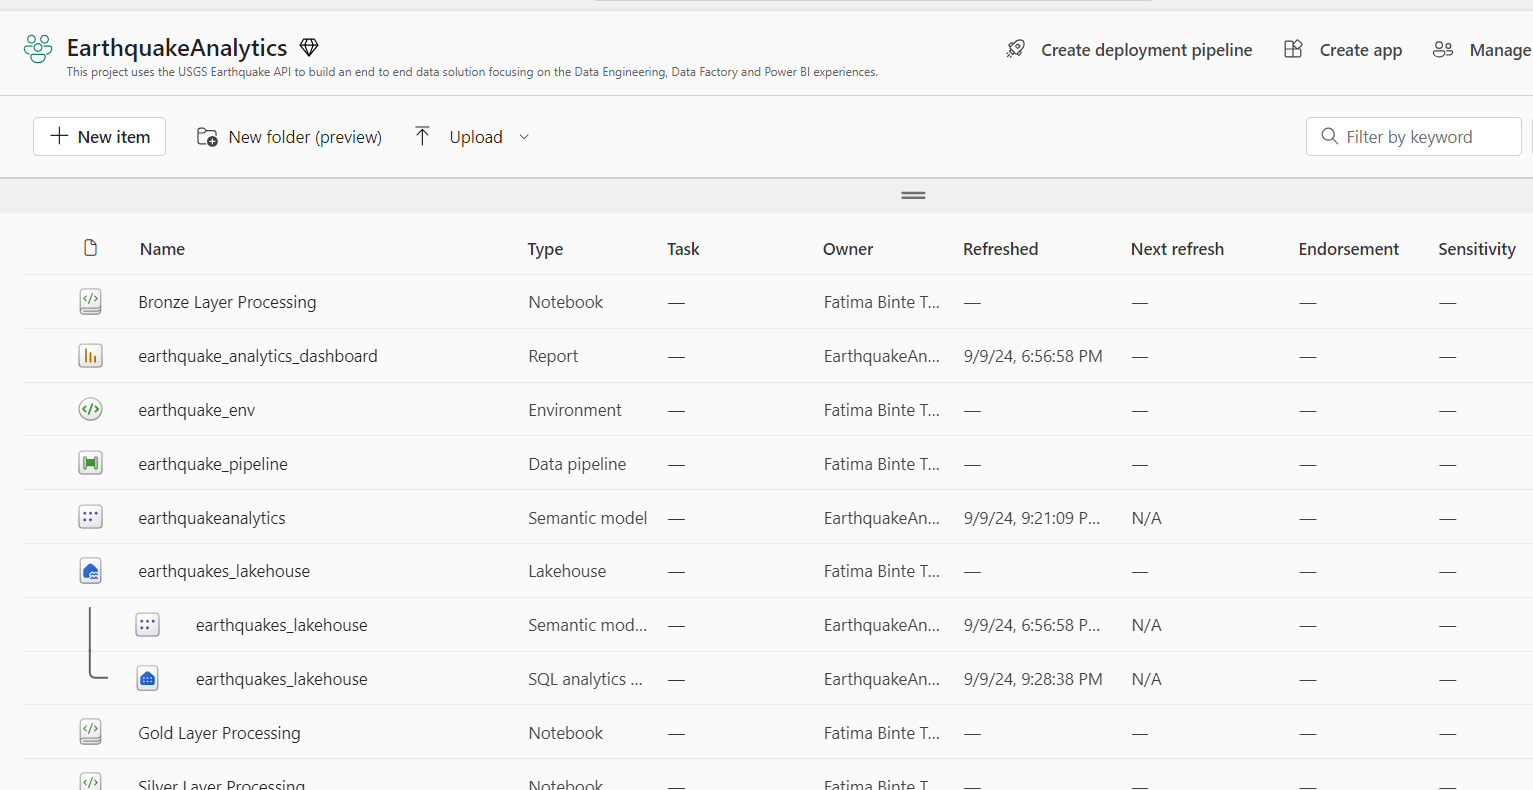 EarthquakeAnalytics
This project uses the USGS Earthquake API to build an end to end data solution focusing on the Data Engineering, Data Factory and Power BI experiences.
Create deployment pipeline Create app Manage
New item New folder (preview) Upload Filter by keyword
Name Type Task Owner Refreshed Next refresh Endorsement Sensitivity
Bronze Layer Processing Notebook — Fatima Binte T... — — — —
earthquake_analytics_dashboard Report — EarthquakeAn... 9/9/24, 6:56:58 PM — — —
earthquake_env Environment — Fatima Binte T... — — — —
earthquake_pipeline Data pipeline — Fatima Binte T... — — — —
earthquakeanalytics Semantic model — EarthquakeAn... 9/9/24, 9:21:09 P... N/A — —
earthquakes_lakehouse Lakehouse — Fatima Binte T... — — — —
earthquakes_lakehouse Semantic mod... — EarthquakeAn... 9/9/24, 6:56:58 P... N/A — —
earthquakes_lakehouse SQL analytics ... — EarthquakeAn... 9/9/24, 9:28:38 PM N/A — —
Gold Layer Processing Notebook — Fatima Binte T... — — — —
Silver Layer Processing Notebook — Fatima Binte T... — — — —